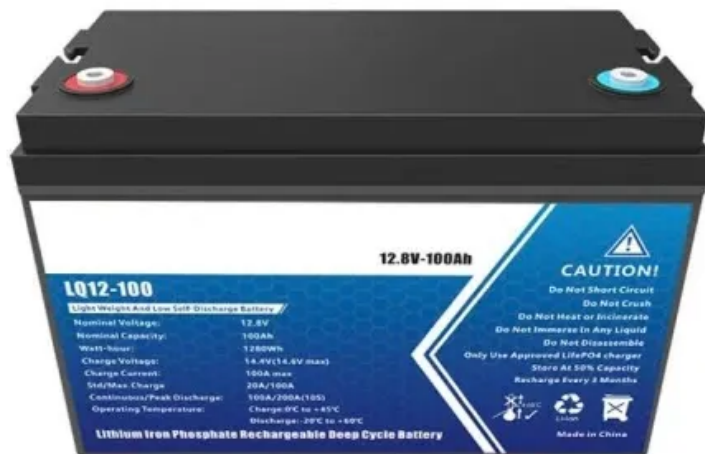 12.8V-100Ah
LQ12-100
Light Weight And Low Self-Discharge Battery
Nominal Voltage: 12.8V
Nominal Capacity: 100Ah
Watt-hour: 1280Wh
Charge Voltage: 14.4V(14.6V max)
Charge Current: 100A max
Std/Max.Charge 20A/100A
Continuous/Peak Discharge: 100A/200A(10S)
Operating Temperature: Charge:0℃ to +45℃
Discharge:-20℃ to +60℃
Lithium Iron Phosphate Rechargeable Deep Cycle Battery
CAUTION!
Do Not Short Circuit
Do Not Crush
Do Not Heat or Incinerate
Do Not Immerse In Any Liquid
Do Not Disassemble
Only Use Approved LifePO4 charger
Store At 50% Capacity
Recharge Every 3 Months
Li-ion
Made in China